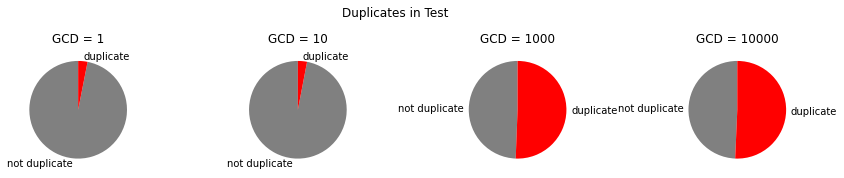 Duplicates in Test
GCD = 1
duplicate
not duplicate
GCD = 10
duplicate
not duplicate
GCD = 1000
duplicate
not duplicate
GCD = 10000
duplicate
not duplicate